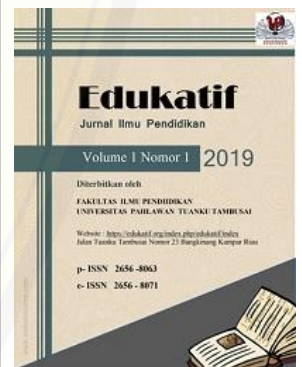 Edukatif
Jurnal Ilmu Pendidikan
Volume 1 Nomor 1 2019
Diterbitkan oleh
FAKULTAS ILMU PENDIDIKAN
UNIVERSITAS PAHLAWAN TUANKU TAMBUSAI
Website : https://edukatif.org/index.php/edukatif/index
Jalan Tuanku Tambusai Nomor 23 Bangkinang Kampar Riau
p- ISSN 2656 -8063
e- ISSN 2656 - 8071